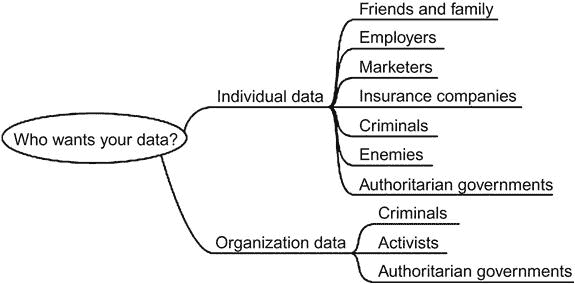 Who wants your data?
Individual data
Friends and family
Employers
Marketers
Insurance companies
Criminals
Enemies
Authoritarian governments
Organization data
Criminals
Activists
Authoritarian governments